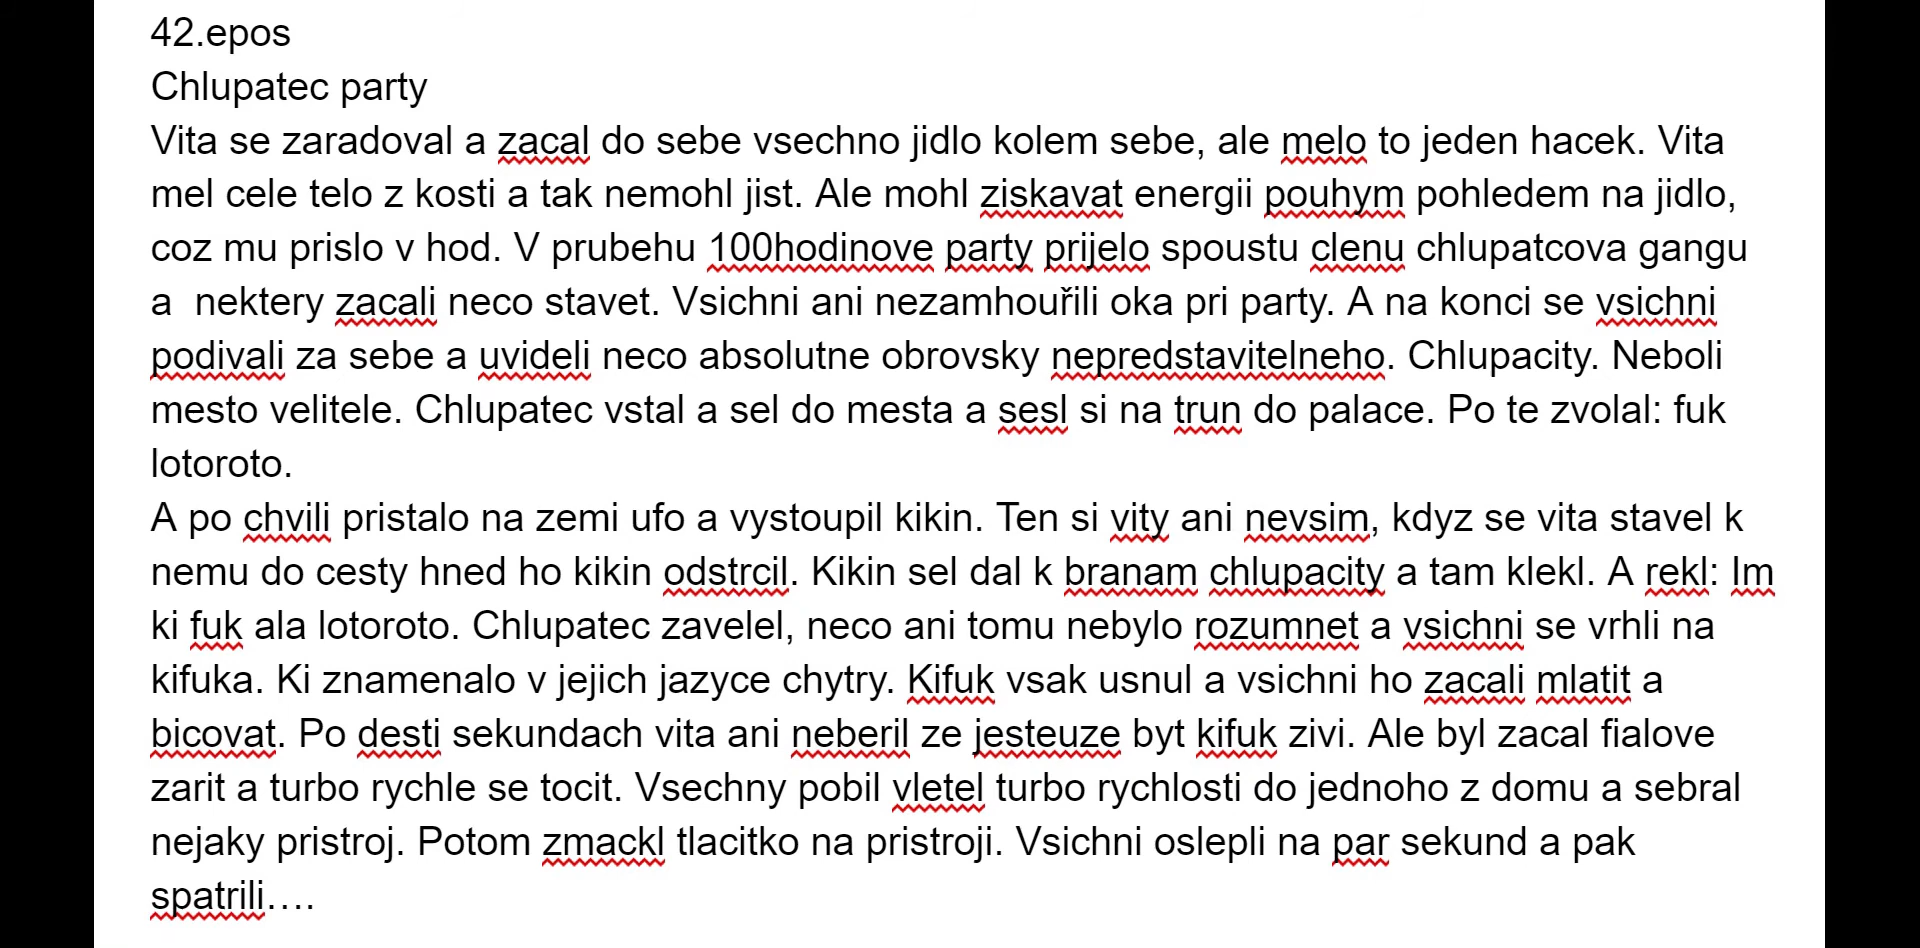 42.epos
Chlupatec party
Vita se zaradoval a zacal do sebe vsechno jidlo kolem sebe, ale melo to jeden hacek. Vita
mel cele telo z kosti a tak nemohl jist. Ale mohl ziskavat energii pouhym pohledem na jidlo,
coz mu prislo v hod. V prubehu 100hodinove party prijelo spoustu clenu chlupatcova gangu
a  nektery zacali neco stavet. Vsichni ani nezamhouřili oka pri party. A na konci se vsichni
podivali za sebe a uvideli neco absolutne obrovsky nepredstavitelneho. Chlupacity. Neboli
mesto velitele. Chlupatec vstal a sel do mesta a sesl si na trun do palace. Po te zvolal: fuk
lotoroto.
A po chvili pristalo na zemi ufo a vystoupil kikin. Ten si vity ani nevsim, kdyz se vita stavel k
nemu do cesty hned ho kikin odstrcil. Kikin sel dal k branam chlupacity a tam klekl. A rekl: Im
ki fuk ala lotoroto. Chlupatec zavelel, neco ani tomu nebylo rozumnet a vsichni se vrhli na
kifuka. Ki znamenalo v jejich jazyce chytry. Kifuk vsak usnul a vsichni ho zacali mlatit a
bicovat. Po desti sekundach vita ani neberil ze jesteuze byt kifuk zivi. Ale byl zacal fialove
zarit a turbo rychle se tocit. Vsechny pobil vletel turbo rychlosti do jednoho z domu a sebral
nejaky pristroj. Potom zmackl tlacitko na pristroji. Vsichni oslepli na par sekund a pak
spatrili….